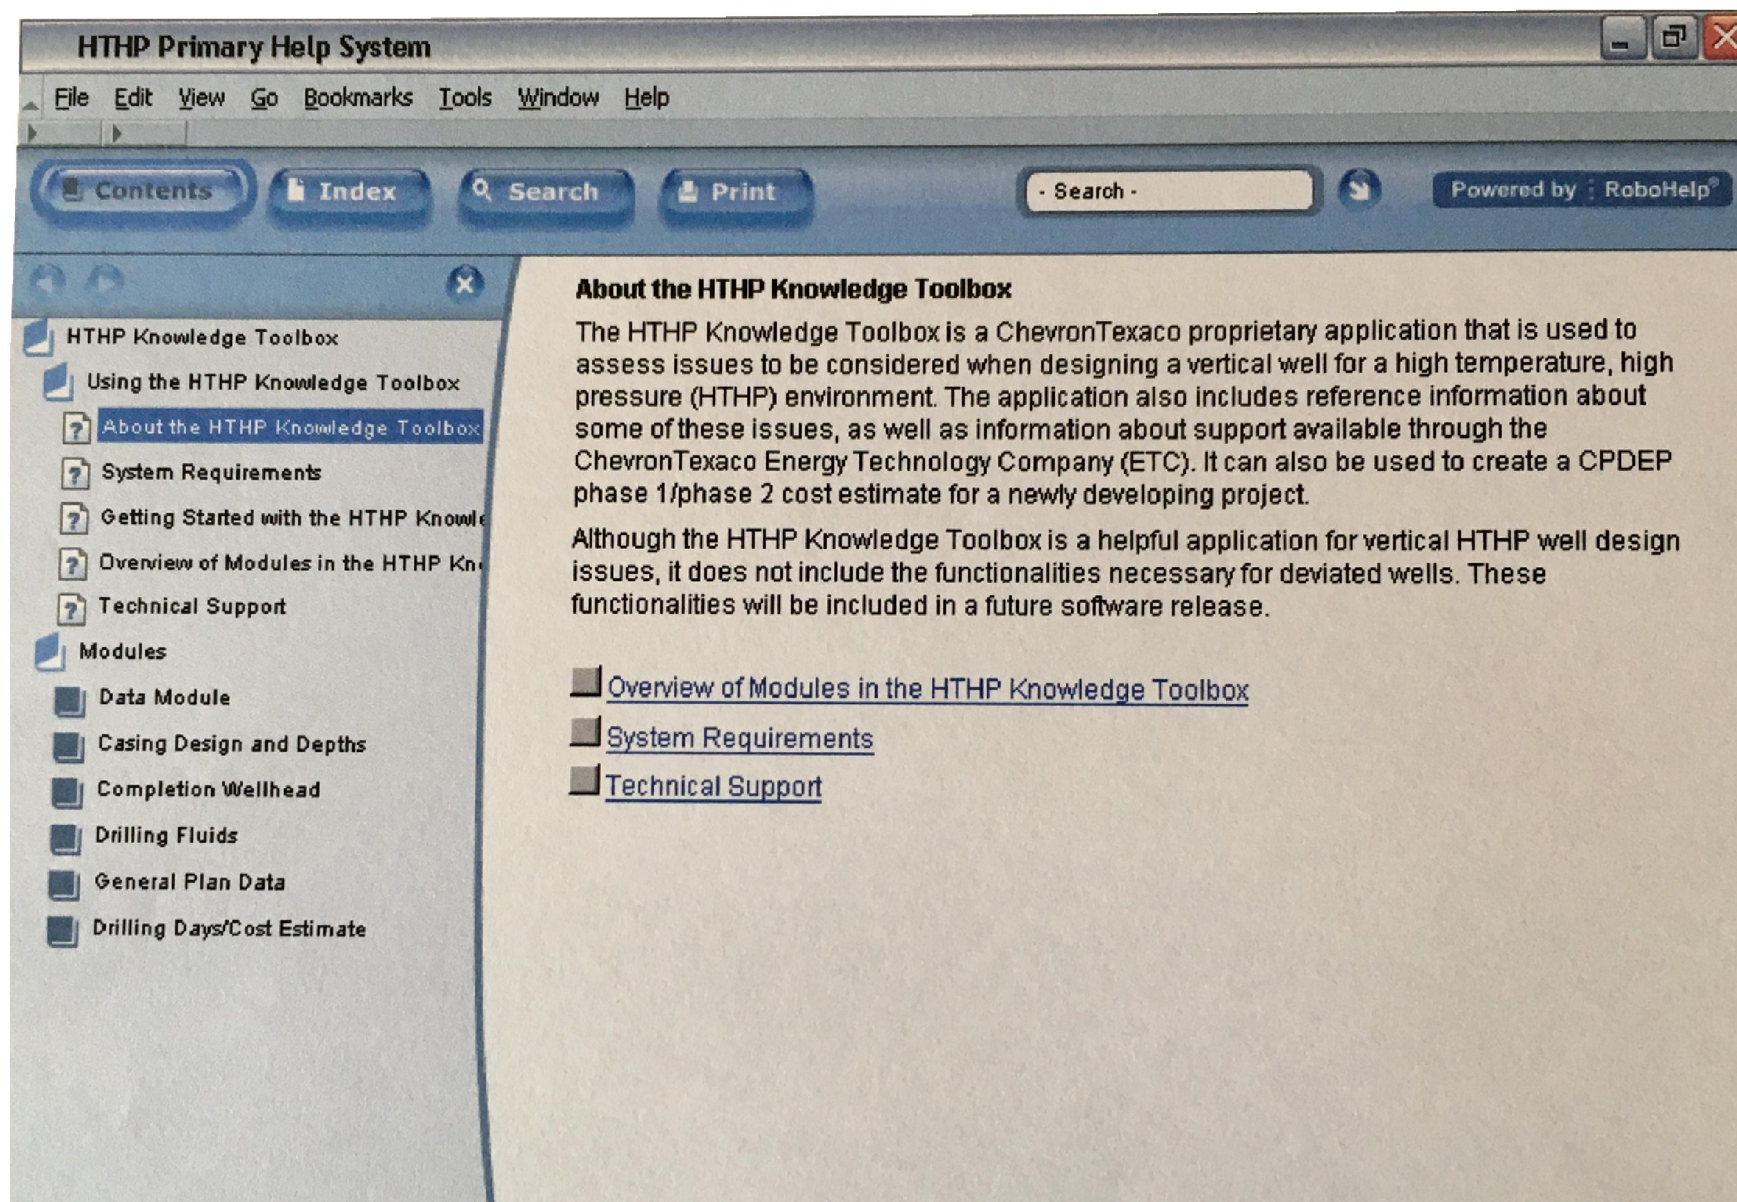 HTHP Primary Help System
File Edit View Go Bookmarks Tools Window Help
Contents Index Search Print - Search - Powered by RoboHelp®
HTHP Knowledge Toolbox
Using the HTHP Knowledge Toolbox
About the HTHP Knowledge Toolbox
System Requirements
Getting Started with the HTHP Knowle
Overview of Modules in the HTHP Kn
Technical Support
Modules
Data Module
Casing Design and Depths
Completion Wellhead
Drilling Fluids
General Plan Data
Drilling Days/Cost Estimate
About the HTHP Knowledge Toolbox
The HTHP Knowledge Toolbox is a ChevronTexaco proprietary application that is used to
assess issues to be considered when designing a vertical well for a high temperature, high
pressure (HTHP) environment. The application also includes reference information about
some of these issues, as well as information about support available through the
ChevronTexaco Energy Technology Company (ETC). It can also be used to create a CPDEP
phase 1/phase 2 cost estimate for a newly developing project.
Although the HTHP Knowledge Toolbox is a helpful application for vertical HTHP well design
issues, it does not include the functionalities necessary for deviated wells. These
functionalities will be included in a future software release.
Overview of Modules in the HTHP Knowledge Toolbox
System Requirements
Technical Support